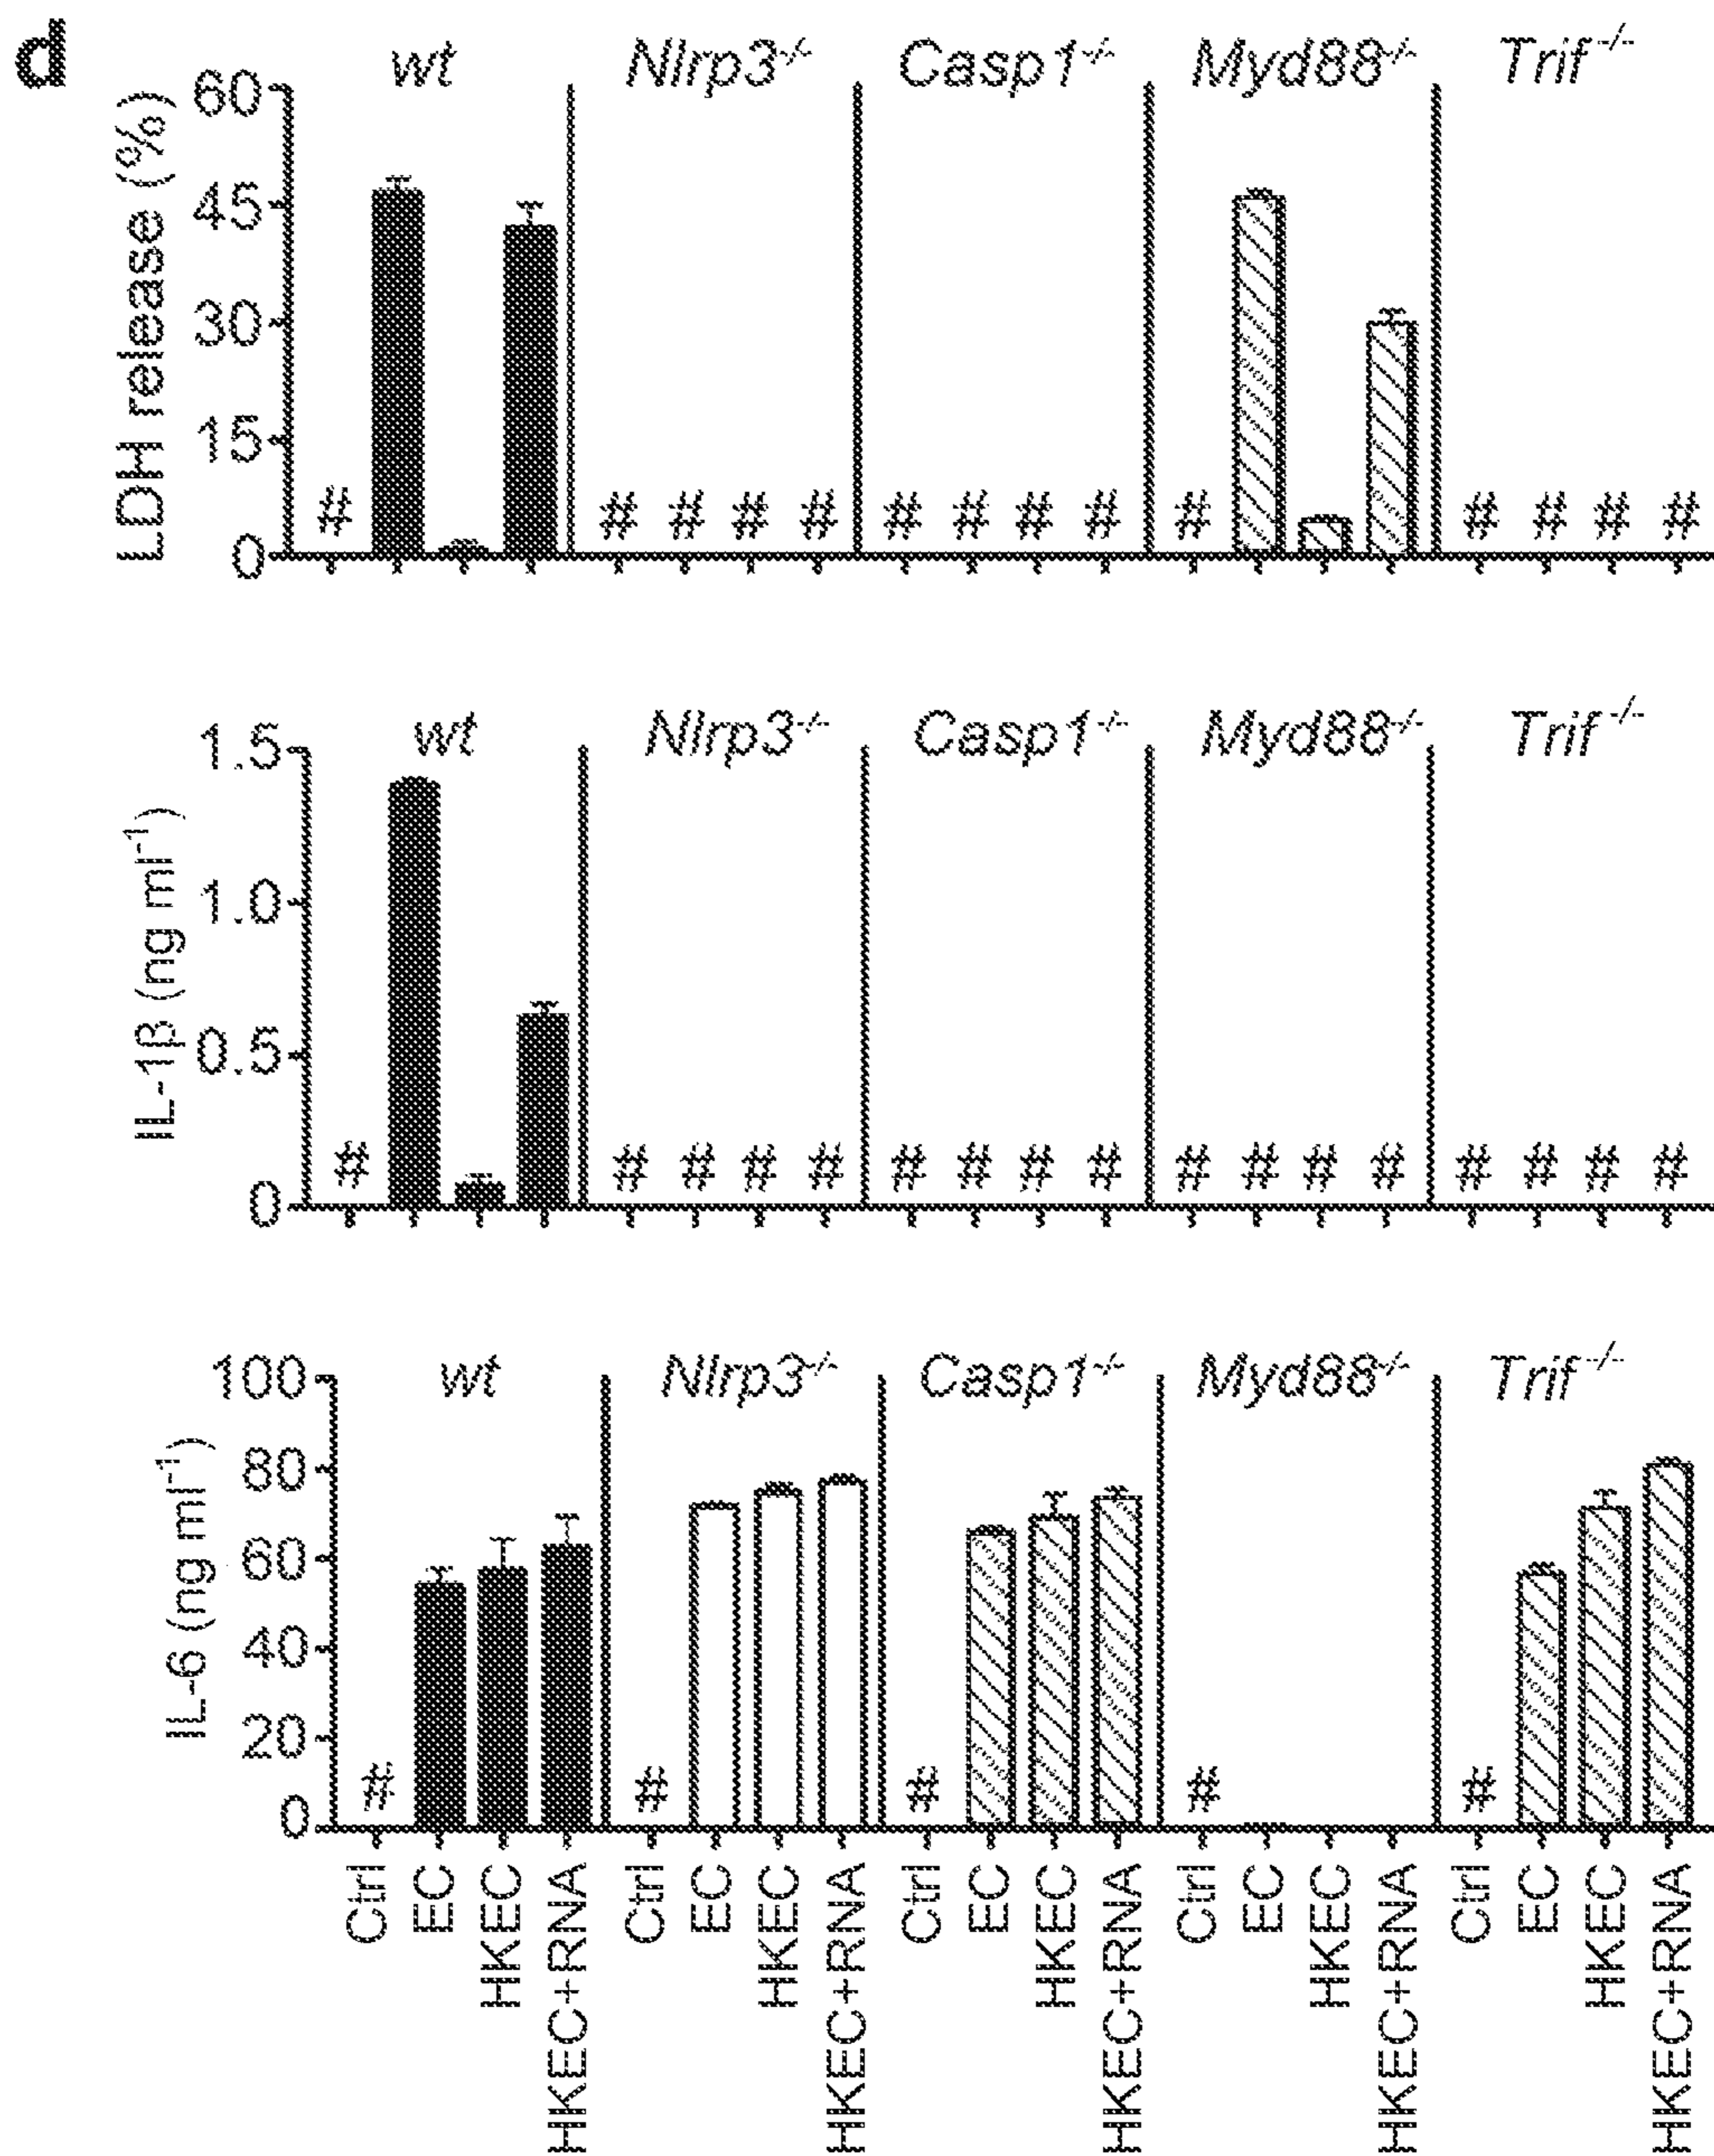 d
wt Nlrp3-/- Casp1-/- Myd88-/- Trif-/-
LDH release (%)
60
45
30
15
0
# # # # # # # # # # # # # #
wt Nlrp3-/- Casp1-/- Myd88-/- Trif-/-
IL-1β (ng ml-1)
1.5
1.0
0.5
0
# # # # # # # # # # # # # # # # #
wt Nlrp3-/- Casp1-/- Myd88-/- Trif-/-
IL-6 (ng ml-1)
100
80
60
40
20
0
# # # # #
Ctrl
EC
HKEC
HKEC+RNA
Ctrl
EC
HKEC
HKEC+RNA
Ctrl
EC
HKEC
HKEC+RNA
Ctrl
EC
HKEC
HKEC+RNA
Ctrl
EC
HKEC
HKEC+RNA